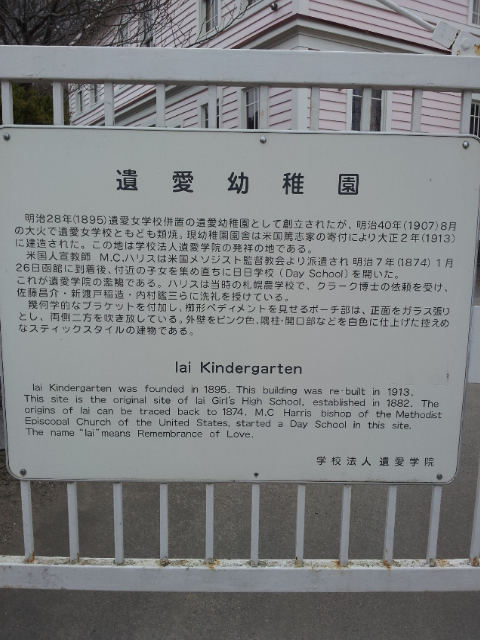 遺愛幼稚園
明治28年(1895)遺愛女学校併置の遺愛幼稚園として創立されたが、明治40年(1907)8月
の大火で遺愛女学校ともども類焼。現幼稚園園舎は米国篤志家の寄付により大正2年(1913)
に建造された。この地は学校法人遺愛学院の発祥の地である。
米国人宣教師 M.C.ハリスは米国メソジスト監督教会より派遣され 明治7年(1874)1月
26日函館に到着後、付近の子女を集め直ちに日日学校(Day School)を開いた。
これが遺愛学院の濫觴である。ハリスは当時の札幌農学校で、クラーク博士の依頼を受け、
佐藤昌介・新渡戸稲造・内村鑑三らに洗礼を授けている。
幾何学的なブラケットを付加し、櫛形ペディメントを見せるポーチ部は、正面をガラス張り
とし、両側二方を吹き放している。外壁をピンク色、隅柱・開口部などを白色に仕上げた控えめ
なスティックスタイルの建物である。
Iai Kindergarten
Iai Kindergarten was founded in 1895. This building was re-built in 1913.
This site is the original site of Iai Girl's High School, established in 1882. The
origins of Iai can be traced back to 1874, M.C Harris bishop of the Methodist
Episcopal Church of the United States, started a Day School in this site.
The name "Iai" means Remembrance of Love.
学校法人 遺愛学院